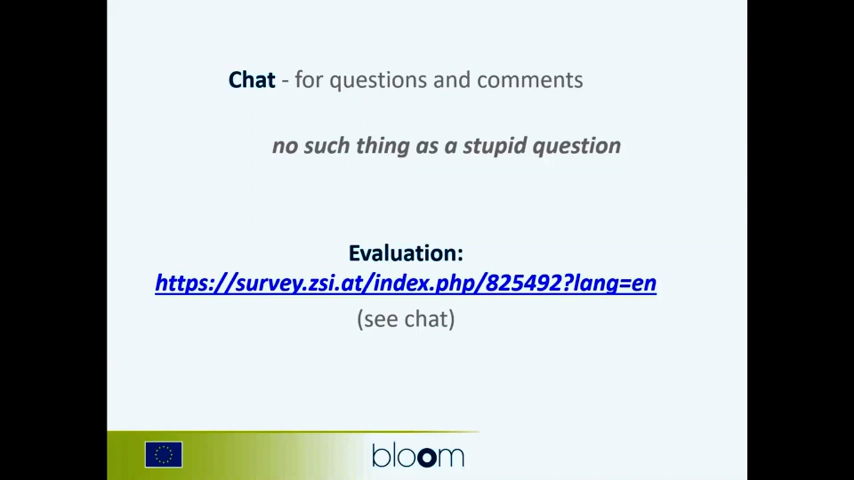 Chat - for questions and comments
no such thing as a stupid question
Evaluation:
https://survey.zsi.at/index.php/825492?lang=en
(see chat)
bloom